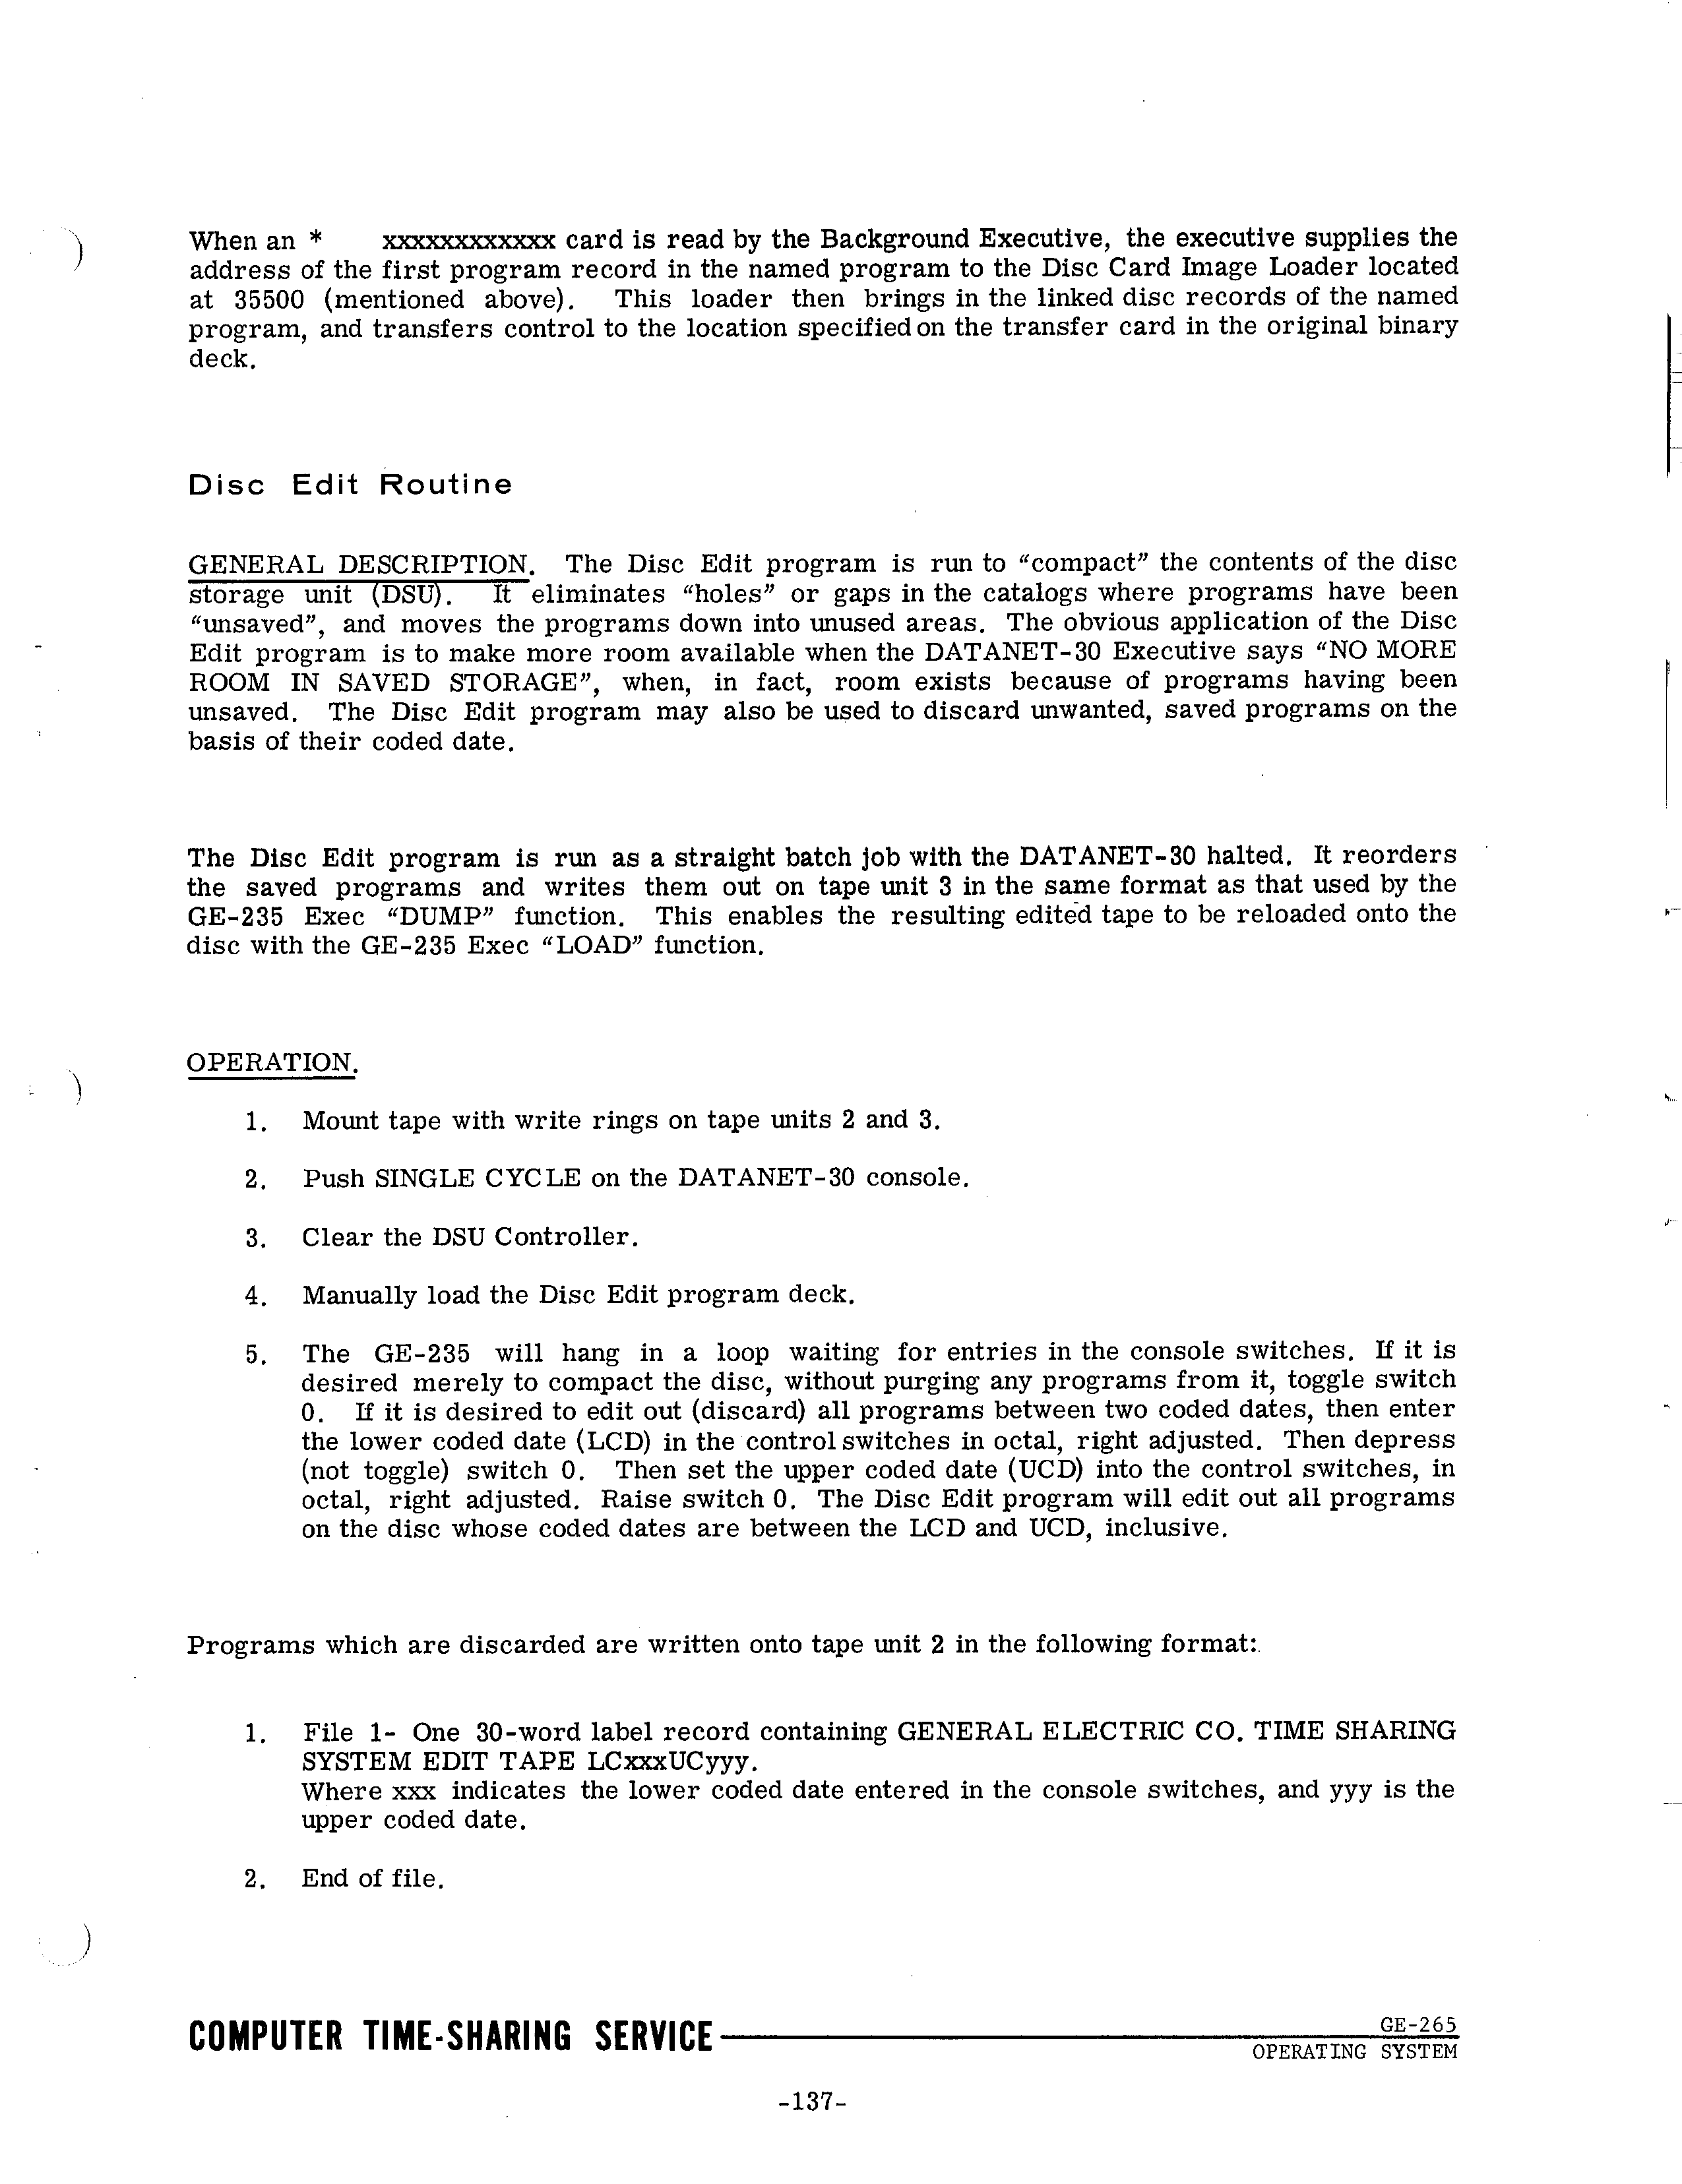 When an *    xxxxxxxxxxxx card is read by the Background Executive, the executive supplies the
address of the first program record in the named program to the Disc Card Image Loader located
at 35500 (mentioned above). This loader then brings in the linked disc records of the named
program, and transfers control to the location specified on the transfer card in the original binary
deck.
Disc Edit Routine
GENERAL DESCRIPTION. The Disc Edit program is run to “compact” the contents of the disc
storage unit (DSU). It eliminates “holes” or gaps in the catalogs where programs have been
“unsaved”, and moves the programs down into unused areas. The obvious application of the Disc
Edit program is to make more room available when the DATANET-30 Executive says “NO MORE
ROOM IN SAVED STORAGE”, when, in fact, room exists because of programs having been
unsaved. The Disc Edit program may also be used to discard unwanted, saved programs on the
basis of their coded date.
The Disc Edit program is run as a straight batch job with the DATANET-30 halted. It reorders
the saved programs and writes them out on tape unit 3 in the same format as that used by the
GE-235 Exec “DUMP” function. This enables the resulting edited tape to be reloaded onto the
disc with the GE-235 Exec “LOAD” function.
OPERATION.
1. Mount tape with write rings on tape units 2 and 3.
2. Push SINGLE CYCLE on the DATANET-30 console.
3. Clear the DSU Controller.
4. Manually load the Disc Edit program deck.
5. The GE-235 will hang in a loop waiting for entries in the console switches. If it is
desired merely to compact the disc, without purging any programs from it, toggle switch
0. If it is desired to edit out (discard) all programs between two coded dates, then enter
the lower coded date (LCD) in the control switches in octal, right adjusted. Then depress
(not toggle) switch 0. Then set the upper coded date (UCD) into the control switches, in
octal, right adjusted. Raise switch 0. The Disc Edit program will edit out all programs
on the disc whose coded dates are between the LCD and UCD, inclusive.
Programs which are discarded are written onto tape unit 2 in the following format:
1. File 1- One 30-word label record containing GENERAL ELECTRIC CO. TIME SHARING
SYSTEM EDIT TAPE LCxxxUCyyy.
Where xxx indicates the lower coded date entered in the console switches, and yyy is the
upper coded date.
2. End of file.
COMPUTER TIME-SHARING SERVICE
GE-265
OPERATING SYSTEM
-137-